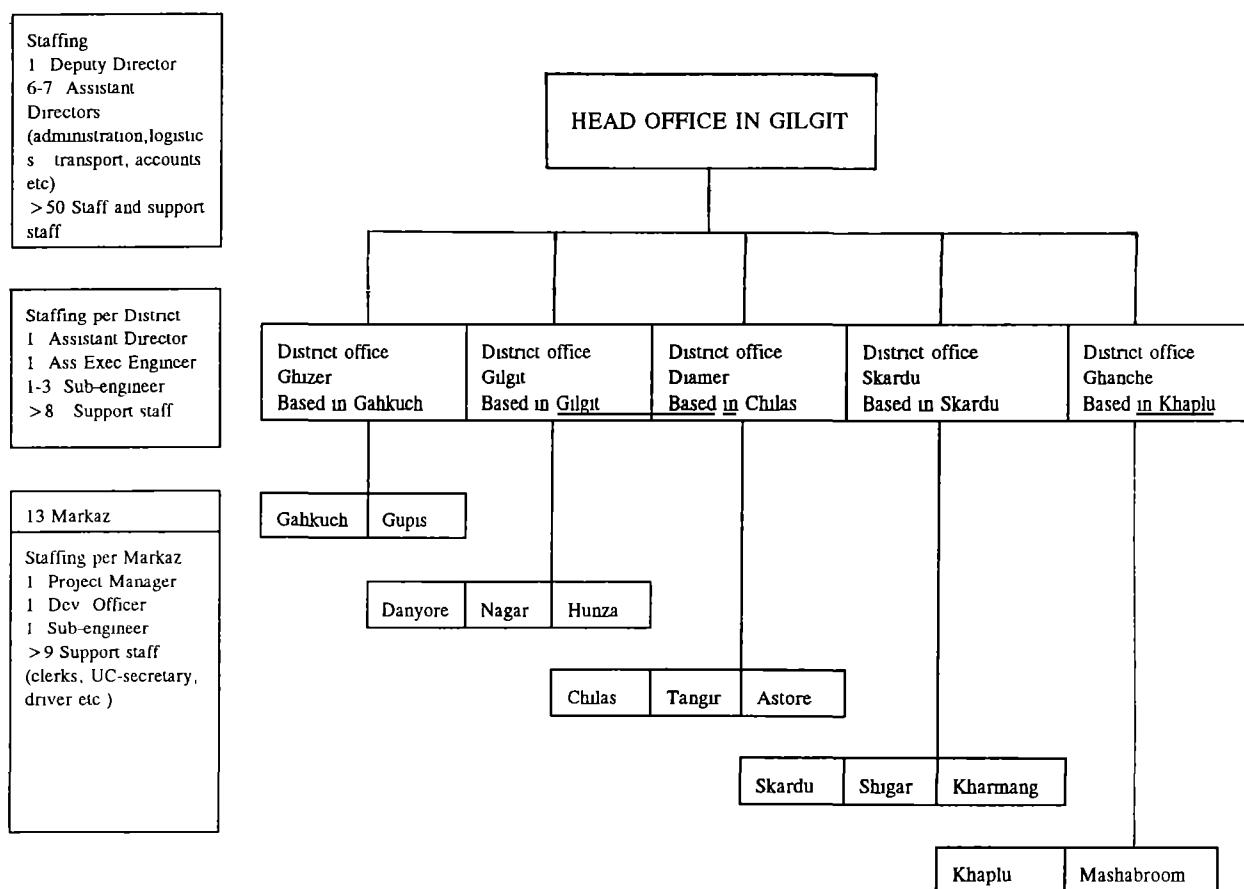 Staffing
1 Deputy Director
6-7 Assistant
Directors
(administration,logistic
s transport, accounts
etc)
>50 Staff and support
staff
HEAD OFFICE IN GILGIT
Staffing per District
1 Assistant Director
1 Ass Exec Engineer
1-3 Sub-engineer
>8 Support staff
District office
Ghizer
Based in Gahkuch
District office
Gilgit
Based in Gilgit
District office
Diamer
Based in Chilas
District office
Skardu
Based in Skardu
District office
Ghanche
Based in Khaplu
13 Markaz
Staffing per Markaz
1 Project Manager
1 Dev Officer
1 Sub-engineer
>9 Support staff
(clerks, UC-secretary,
driver etc )
Gahkuch Gupis
Danyore Nagar Hunza
Chilas Tangir Astore
Skardu Shigar Kharmang
Khaplu Mashabroom